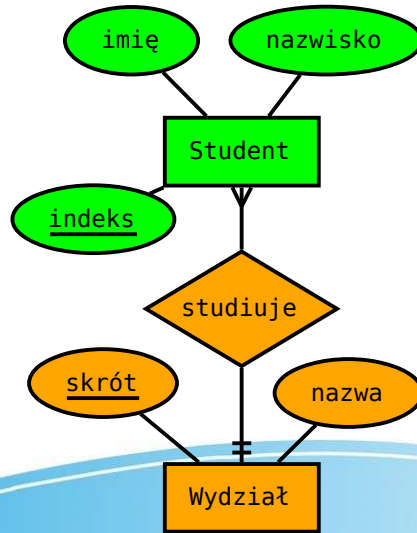 imię
nazwisko
Student
indeks
studiuje
skrót
nazwa
Wydział